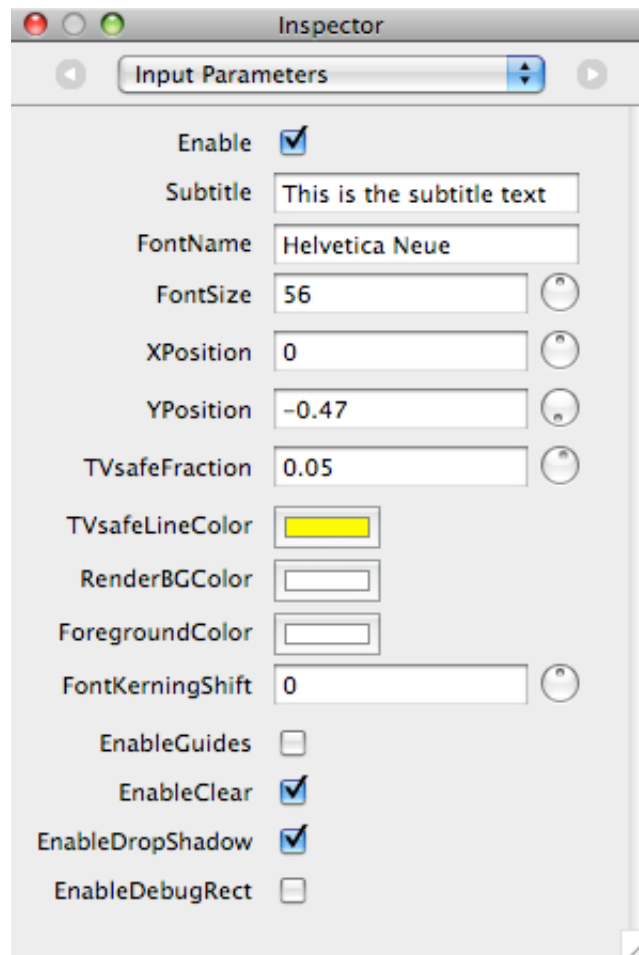 Inspector
Input Parameters
Enable
Subtitle This is the subtitle text
FontName Helvetica Neue
FontSize 56
XPosition 0
YPosition -0.47
TVsafeFraction 0.05
TVsafeLineColor
RenderBGColor
ForegroundColor
FontKerningShift 0
EnableGuides
EnableClear
EnableDropShadow
EnableDebugRect